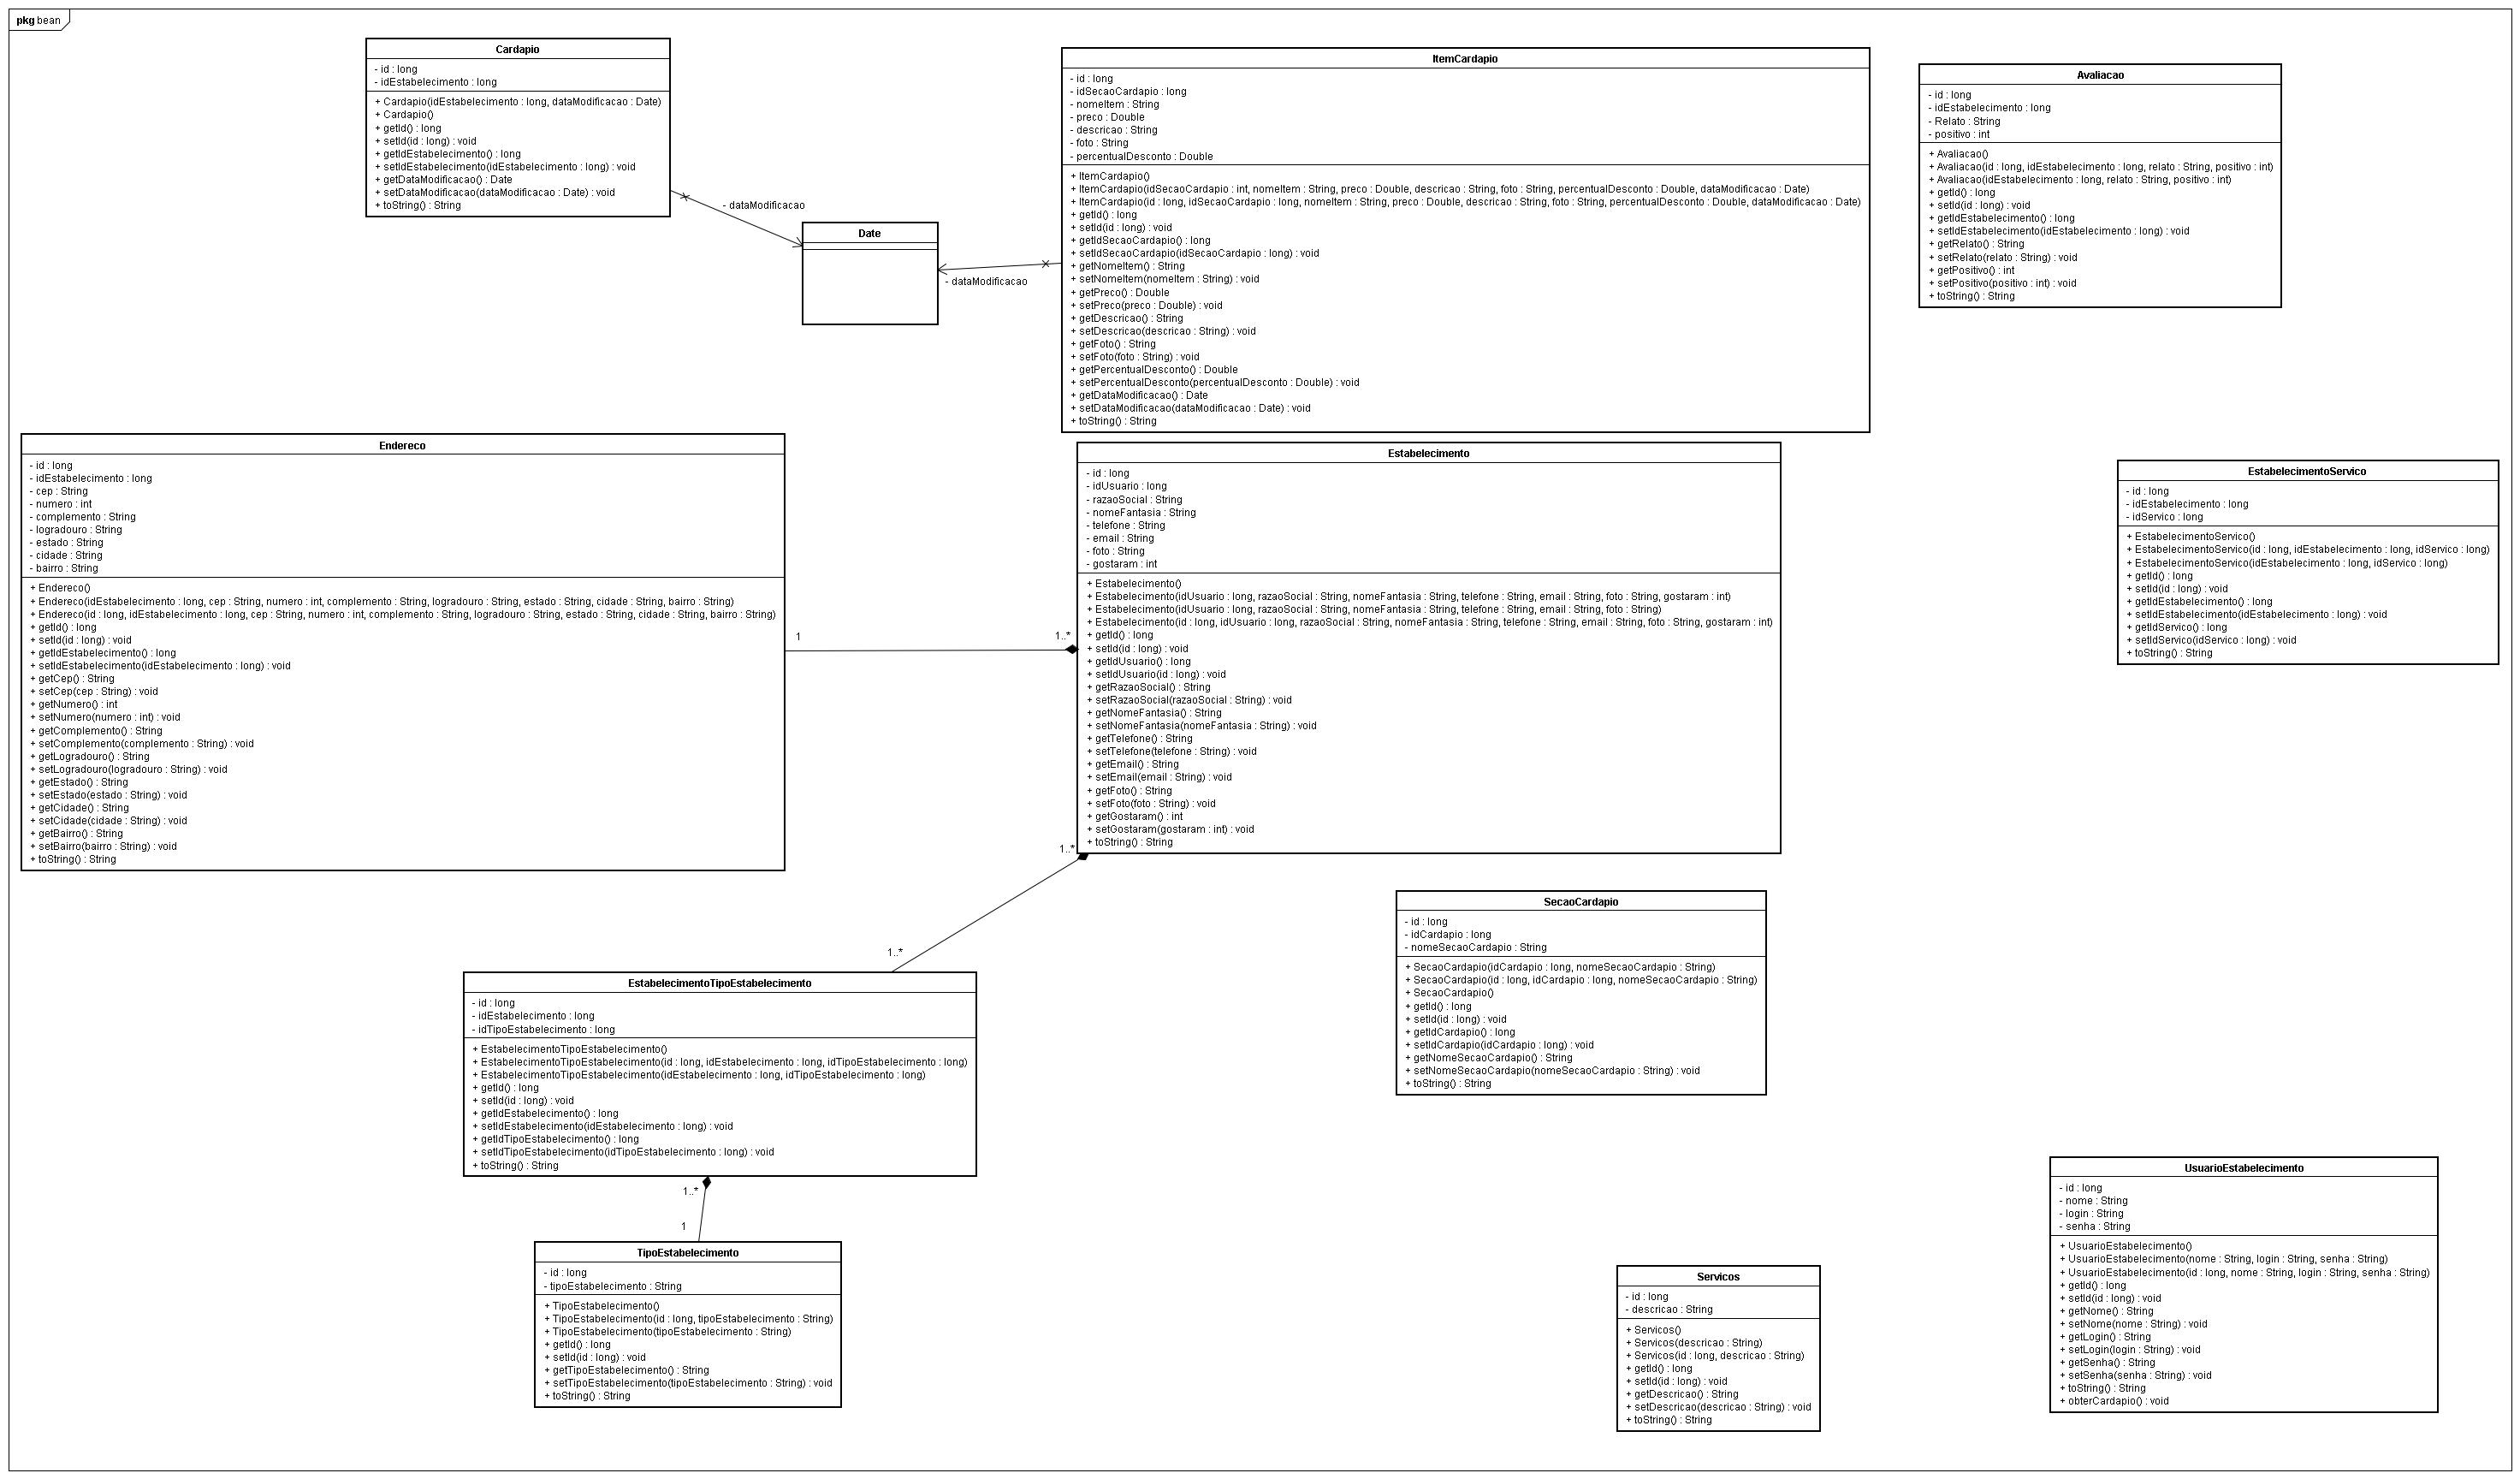 pkg bean
Cardapio
- id : long
- idEstabelecimento : long
+ Cardapio(idEstabelecimento : long, dataModificacao : Date)
+ Cardapio()
+ getId() : long
+ setId(id : long) : void
+ getIdEstabelecimento() : long
+ setIdEstabelecimento(idEstabelecimento : long) : void
+ getDataModificacao() : Date
+ setDataModificacao(dataModificacao : Date) : void
+ toString() : String
- dataModificacao
Date
- dataModificacao
ItemCardapio
- id : long
- idSecaoCardapio : long
- nomeItem : String
- preco : Double
- descricao : String
- foto : String
- percentualDesconto : Double
+ ItemCardapio()
+ ItemCardapio(idSecaoCardapio : int, nomeItem : String, preco : Double, descricao : String, foto : String, percentualDesconto : Double, dataModificacao : Date)
+ ItemCardapio(id : long, idSecaoCardapio : long, nomeItem : String, preco : Double, descricao : String, foto : String, percentualDesconto : Double, dataModificacao : Date)
+ getId() : long
+ setId(id : long) : void
+ getIdSecaoCardapio() : long
+ setIdSecaoCardapio(idSecaoCardapio : long) : void
+ getNomeItem() : String
+ setNomeItem(nomeItem : String) : void
+ getPreco() : Double
+ setPreco(preco : Double) : void
+ getDescricao() : String
+ setDescricao(descricao : String) : void
+ getFoto() : String
+ setFoto(foto : String) : void
+ getPercentualDesconto() : Double
+ setPercentualDesconto(percentualDesconto : Double) : void
+ getDataModificacao() : Date
+ setDataModificacao(dataModificacao : Date) : void
+ toString() : String
Avaliacao
- id : long
- idEstabelecimento : long
- Relato : String
- positivo : int
+ Avaliacao()
+ Avaliacao(id : long, idEstabelecimento : long, relato : String, positivo : int)
+ Avaliacao(idEstabelecimento : long, relato : String, positivo : int)
+ getId() : long
+ setId(id : long) : void
+ getIdEstabelecimento() : long
+ setIdEstabelecimento(idEstabelecimento : long) : void
+ getRelato() : String
+ setRelato(relato : String) : void
+ getPositivo() : int
+ setPositivo(positivo : int) : void
+ toString() : String
Endereco
- id : long
- idEstabelecimento : long
- cep : String
- numero : int
- complemento : String
- logradouro : String
- estado : String
- cidade : String
- bairro : String
+ Endereco()
+ Endereco(idEstabelecimento : long, cep : String, numero : int, complemento : String, logradouro : String, estado : String, cidade : String, bairro : String)
+ Endereco(id : long, idEstabelecimento : long, cep : String, numero : int, complemento : String, logradouro : String, estado : String, cidade : String, bairro : String)
+ getId() : long
+ setId(id : long) : void
+ getIdEstabelecimento() : long
+ setIdEstabelecimento(idEstabelecimento : long) : void
+ getCep() : String
+ setCep(cep : String) : void
+ getNumero() : int
+ setNumero(numero : int) : void
+ getComplemento() : String
+ setComplemento(complemento : String) : void
+ getLogradouro() : String
+ setLogradouro(logradouro : String) : void
+ getEstado() : String
+ setEstado(estado : String) : void
+ getCidade() : String
+ setCidade(cidade : String) : void
+ getBairro() : String
+ setBairro(bairro : String) : void
+ toString() : String
1
1..*
Estabelecimento
- id : long
- idUsuario : long
- razaoSocial : String
- nomeFantasia : String
- telefone : String
- email : String
- foto : String
- gostaram : int
+ Estabelecimento()
+ Estabelecimento(idUsuario : long, razaoSocial : String, nomeFantasia : String, telefone : String, email : String, foto : String, gostaram : int)
+ Estabelecimento(idUsuario : long, razaoSocial : String, nomeFantasia : String, telefone : String, email : String, foto : String)
+ Estabelecimento(id : long, idUsuario : long, razaoSocial : String, nomeFantasia : String, telefone : String, email : String, foto : String, gostaram : int)
+ getId() : long
+ setId(id : long) : void
+ getIdUsuario() : long
+ setIdUsuario(id : long) : void
+ getRazaoSocial() : String
+ setRazaoSocial(razaoSocial : String) : void
+ getNomeFantasia() : String
+ setNomeFantasia(nomeFantasia : String) : void
+ getTelefone() : String
+ setTelefone(telefone : String) : void
+ getEmail() : String
+ setEmail(email : String) : void
+ getFoto() : String
+ setFoto(foto : String) : void
+ getGostaram() : int
+ setGostaram(gostaram : int) : void
+ toString() : String
1..*
1..*
EstabelecimentoServico
- id : long
- idEstabelecimento : long
- idServico : long
+ EstabelecimentoServico()
+ EstabelecimentoServico(id : long, idEstabelecimento : long, idServico : long)
+ EstabelecimentoServico(idEstabelecimento : long, idServico : long)
+ getId() : long
+ setId(id : long) : void
+ getIdEstabelecimento() : long
+ setIdEstabelecimento(idEstabelecimento : long) : void
+ getIdServico() : long
+ setIdServico(idServico : long) : void
+ toString() : String
SecaoCardapio
- id : long
- idCardapio : long
- nomeSecaoCardapio : String
+ SecaoCardapio(idCardapio : long, nomeSecaoCardapio : String)
+ SecaoCardapio(id : long, idCardapio : long, nomeSecaoCardapio : String)
+ SecaoCardapio()
+ getId() : long
+ setId(id : long) : void
+ getIdCardapio() : long
+ setIdCardapio(idCardapio : long) : void
+ getNomeSecaoCardapio() : String
+ setNomeSecaoCardapio(nomeSecaoCardapio : String) : void
+ toString() : String
EstabelecimentoTipoEstabelecimento
- id : long
- idEstabelecimento : long
- idTipoEstabelecimento : long
+ EstabelecimentoTipoEstabelecimento()
+ EstabelecimentoTipoEstabelecimento(id : long, idEstabelecimento : long, idTipoEstabelecimento : long)
+ EstabelecimentoTipoEstabelecimento(idEstabelecimento : long, idTipoEstabelecimento : long)
+ getId() : long
+ setId(id : long) : void
+ getIdEstabelecimento() : long
+ setIdEstabelecimento(idEstabelecimento : long) : void
+ getIdTipoEstabelecimento() : long
+ setIdTipoEstabelecimento(idTipoEstabelecimento : long) : void
+ toString() : String
1..*
1
TipoEstabelecimento
- id : long
- tipoEstabelecimento : String
+ TipoEstabelecimento()
+ TipoEstabelecimento(id : long, tipoEstabelecimento : String)
+ TipoEstabelecimento(tipoEstabelecimento : String)
+ getId() : long
+ setId(id : long) : void
+ getTipoEstabelecimento() : String
+ setTipoEstabelecimento(tipoEstabelecimento : String) : void
+ toString() : String
Servicos
- id : long
- descricao : String
+ Servicos()
+ Servicos(descricao : String)
+ Servicos(id : long, descricao : String)
+ getId() : long
+ setId(id : long) : void
+ getDescricao() : String
+ setDescricao(descricao : String) : void
+ toString() : String
UsuarioEstabelecimento
- id : long
- nome : String
- login : String
- senha : String
+ UsuarioEstabelecimento()
+ UsuarioEstabelecimento(nome : String, login : String, senha : String)
+ UsuarioEstabelecimento(id : long, nome : String, login : String, senha : String)
+ getId() : long
+ setId(id : long) : void
+ getNome() : String
+ setNome(nome : String) : void
+ getLogin() : String
+ setLogin(login : String) : void
+ getSenha() : String
+ setSenha(senha : String) : void
+ toString() : String
+ obterCardapio() : void